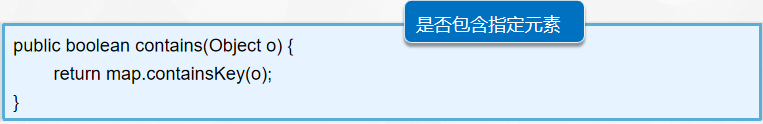 是否包含指定元素
public boolean contains(Object o) {
return map.containsKey(o);
}